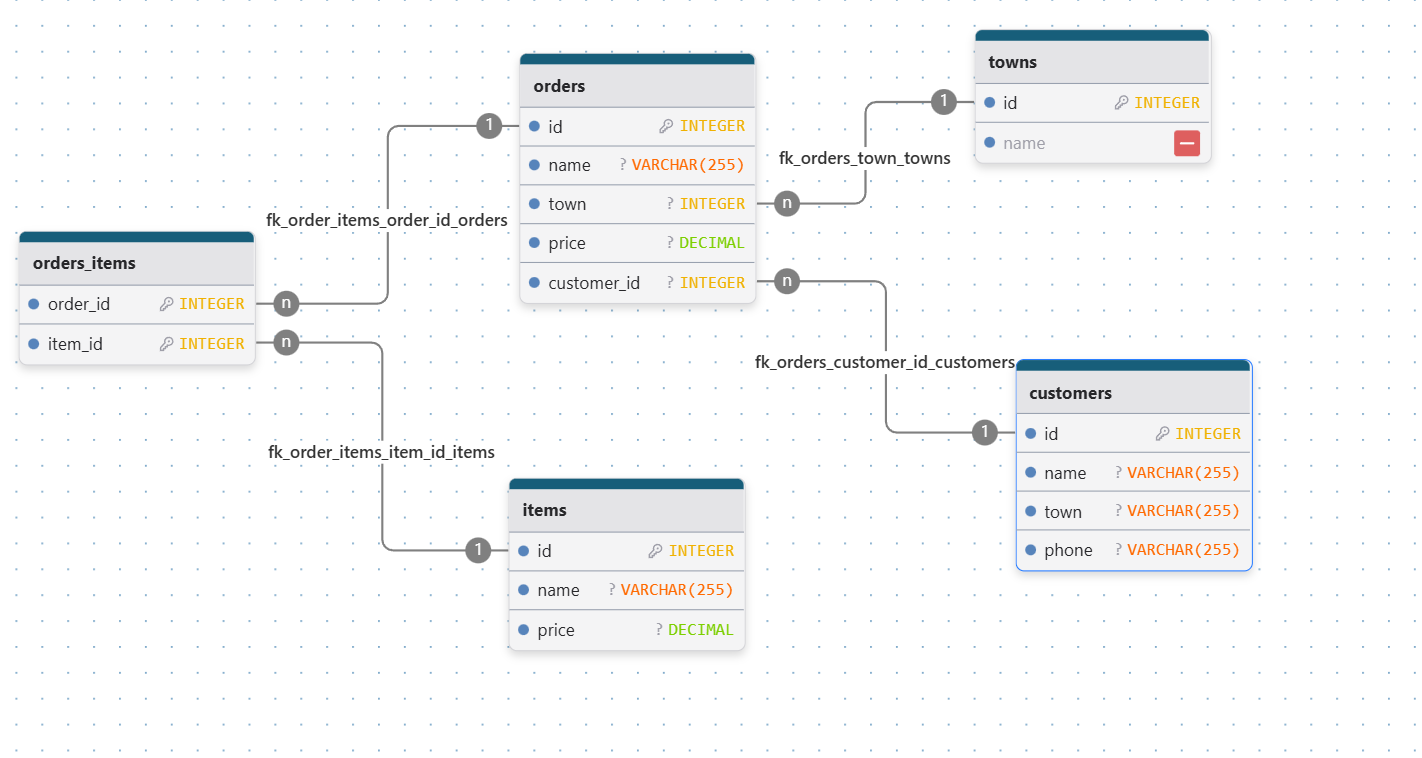 orders
id INTEGER
name ? VARCHAR(255)
town ? INTEGER
price ? DECIMAL
customer_id ? INTEGER
towns
id INTEGER
name
orders_items
order_id INTEGER
item_id INTEGER
items
id INTEGER
name ? VARCHAR(255)
price ? DECIMAL
customers
id INTEGER
name ? VARCHAR(255)
town ? VARCHAR(255)
phone ? VARCHAR(255)
fk_order_items_order_id_orders
n
1
fk_order_items_item_id_items
n
1
fk_orders_town_towns
n
1
fk_orders_customer_id_customers
n
1